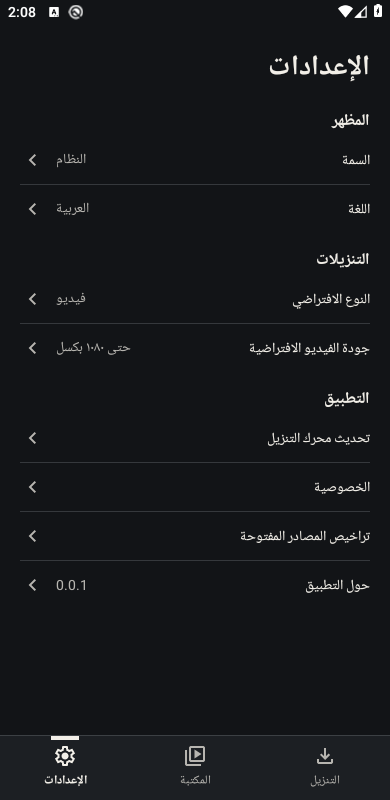 2:08
الإعدادات
المظهر
السمة النظام
اللغة العربية
التنزيلات
النوع الافتراضي فيديو
جودة الفيديو الافتراضية حتى ١٠٨٠ بكسل
التطبيق
تحديث محرك التنزيل
الخصوصية
تراخيص المصادر المفتوحة
حول التطبيق 0.0.1
التنزيل المكتبة الإعدادات